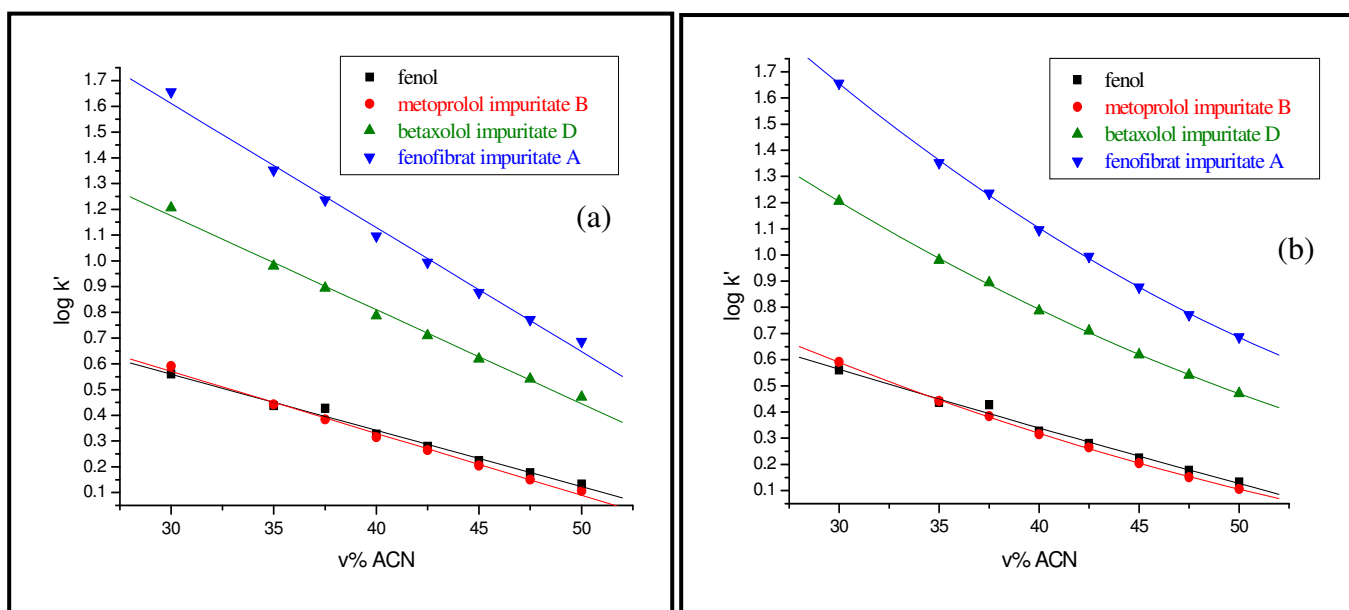 fenol
metoprolol impuritate B
betaxolol impuritate D
fenofibrat impuritate A
(a)
1.7
1.6
1.5
1.4
1.3
1.2
1.1
1.0
0.9
0.8
0.7
0.6
0.5
0.4
0.3
0.2
0.1
log k'
30 35 40 45 50
v% ACN
fenol
metoprolol impuritate B
betaxolol impuritate D
fenofibrat impuritate A
(b)
1.7
1.6
1.5
1.4
1.3
1.2
1.1
1.0
0.9
0.8
0.7
0.6
0.5
0.4
0.3
0.2
0.1
log k'
30 35 40 45 50
v% ACN